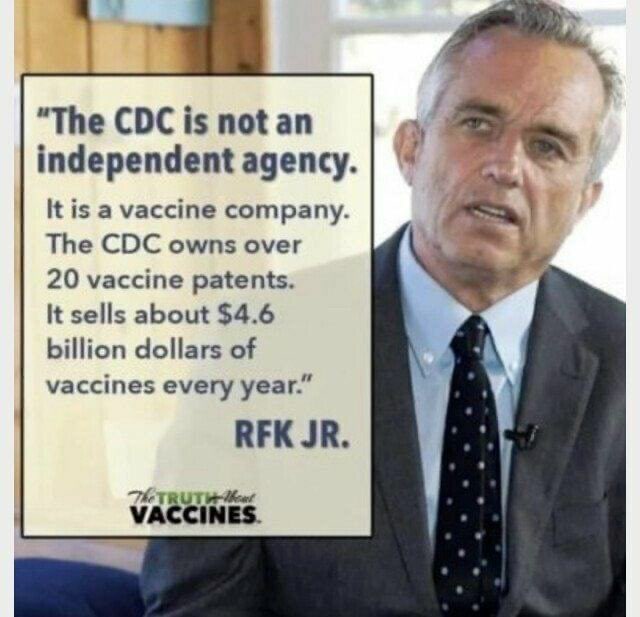 "The CDC is not an
independent agency.
It is a vaccine company.
The CDC owns over
20 vaccine patents.
It sells about $4.6
billion dollars of
vaccines every year."
RFK JR.
The TRUTH About
VACCINES.